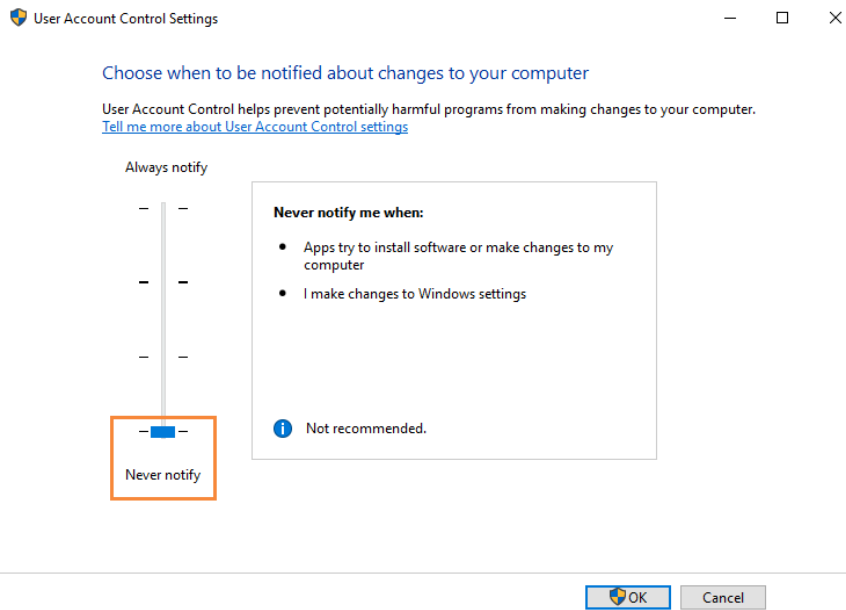 User Account Control Settings
Choose when to be notified about changes to your computer
User Account Control helps prevent potentially harmful programs from making changes to your computer.
Tell me more about User Account Control settings
Always notify
Never notify me when:
Apps try to install software or make changes to my
computer
I make changes to Windows settings
Not recommended.
Never notify
OK
Cancel